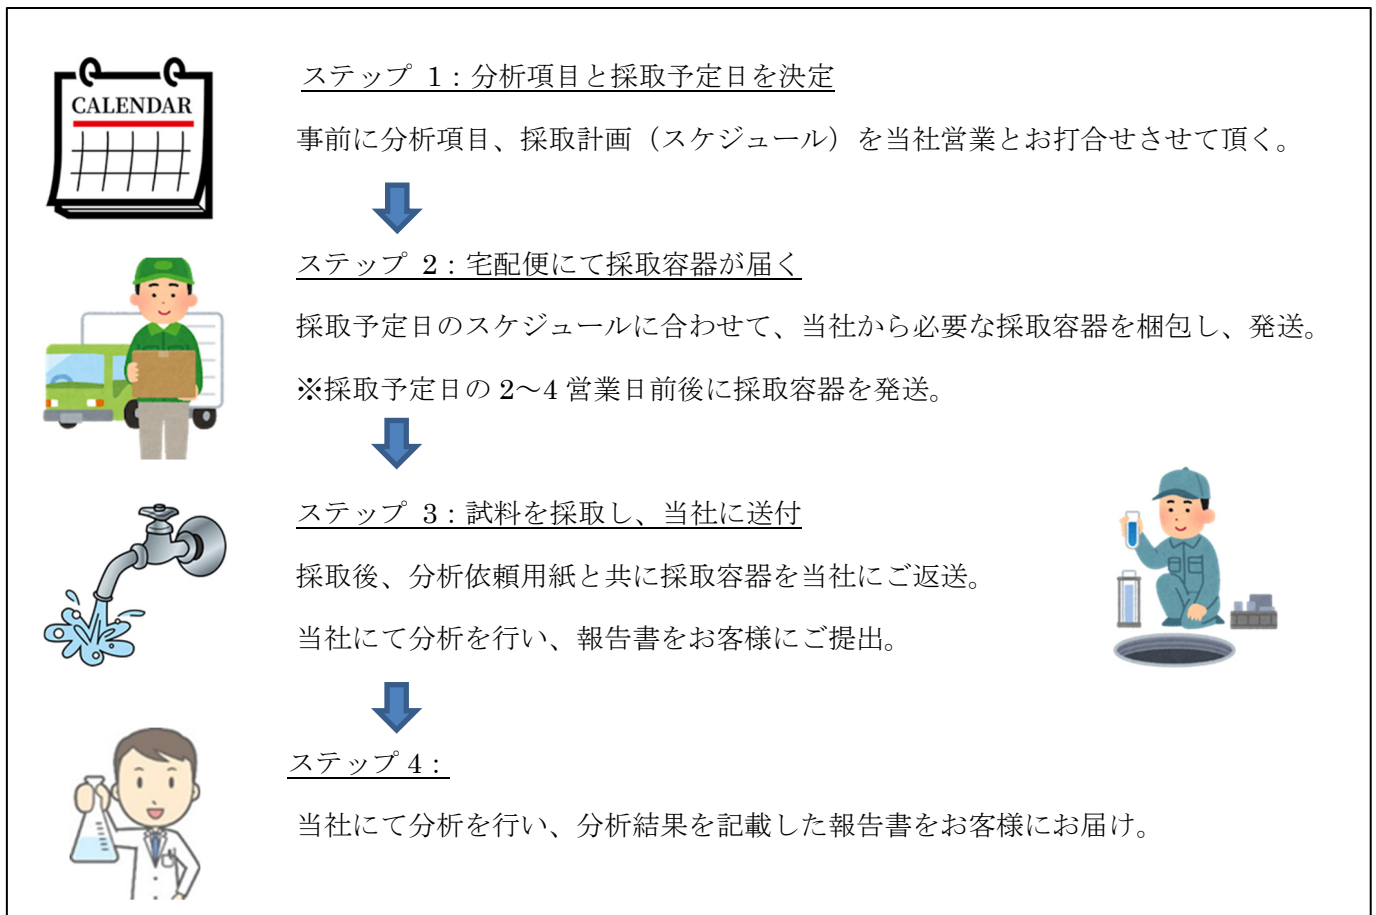 CALENDAR
ステップ 1：分析項目と採取予定日を決定
事前に分析項目、採取計画（スケジュール）を当社営業とお打合せさせて頂く。
ステップ 2：宅配便にて採取容器が届く
採取予定日のスケジュールに合わせて、当社から必要な採取容器を梱包し、発送。
※採取予定日の 2～4 営業日前後に採取容器を発送。
ステップ 3：試料を採取し、当社に送付
採取後、分析依頼用紙と共に採取容器を当社にご返送。
当社にて分析を行い、報告書をお客様にご提出。
ステップ 4：
当社にて分析を行い、分析結果を記載した報告書をお客様にお届け。